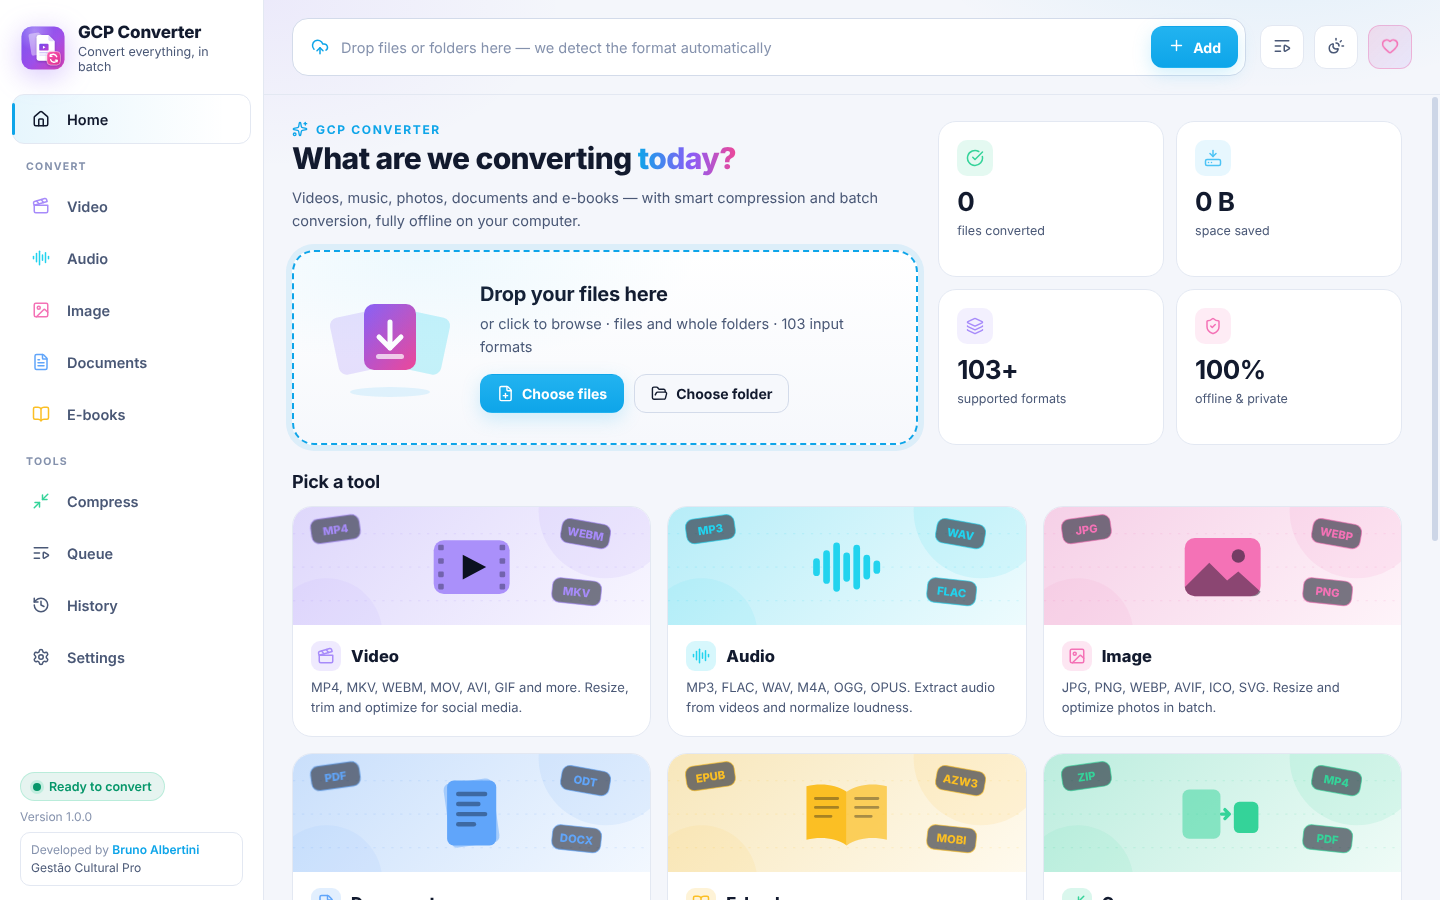 GCP Converter
Convert everything, in
batch
Home
CONVERT
Video
Audio
Image
Documents
E-books
TOOLS
Compress
Queue
History
Settings
Ready to convert
Version 1.0.0
Developed by Bruno Albertini
Gestão Cultural Pro
Drop files or folders here — we detect the format automatically
Add
GCP CONVERTER
What are we converting today?
Videos, music, photos, documents and e-books — with smart compression and batch
conversion, fully offline on your computer.
Drop your files here
or click to browse · files and whole folders · 103 input
formats
Choose files
Choose folder
0
files converted
0 B
space saved
103+
supported formats
100%
offline & private
Pick a tool
MP4
WEBM
MKV
Video
MP4, MKV, WEBM, MOV, AVI, GIF and more. Resize,
trim and optimize for social media.
MP3
WAV
FLAC
Audio
MP3, FLAC, WAV, M4A, OGG, OPUS. Extract audio
from videos and normalize loudness.
JPG
WEBP
PNG
Image
JPG, PNG, WEBP, AVIF, ICO, SVG. Resize and
optimize photos in batch.
PDF
ODT
DOCX
EPUB
AZW3
MOBI
ZIP
MP4
PDF